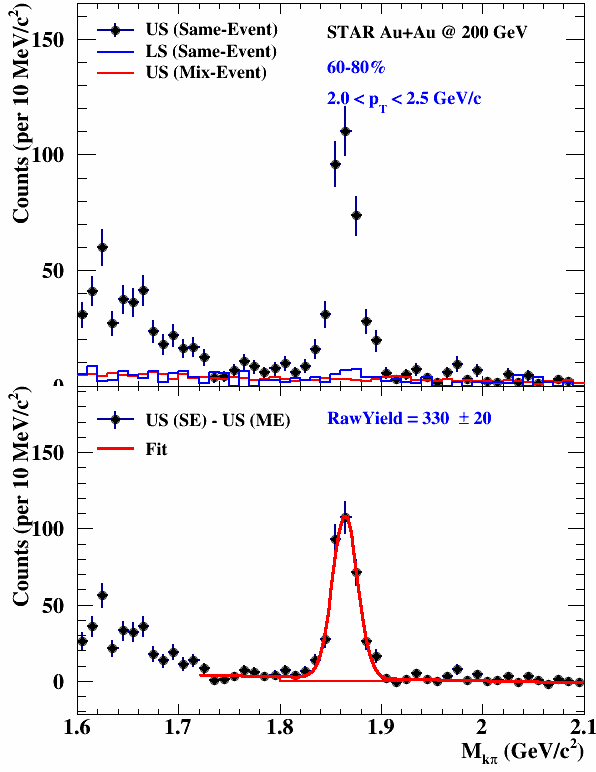 US (Same-Event)
LS (Same-Event)
US (Mix-Event)
STAR Au+Au @ 200 GeV
60-80%
2.0 < pT < 2.5 GeV/c
Counts (per 10 MeV/c²)
150
100
50
0
US (SE) - US (ME)
Fit
RawYield = 330 ± 20
Counts (per 10 MeV/c²)
150
100
50
0
1.6 1.7 1.8 1.9 2 2.1
Mkπ (GeV/c²)